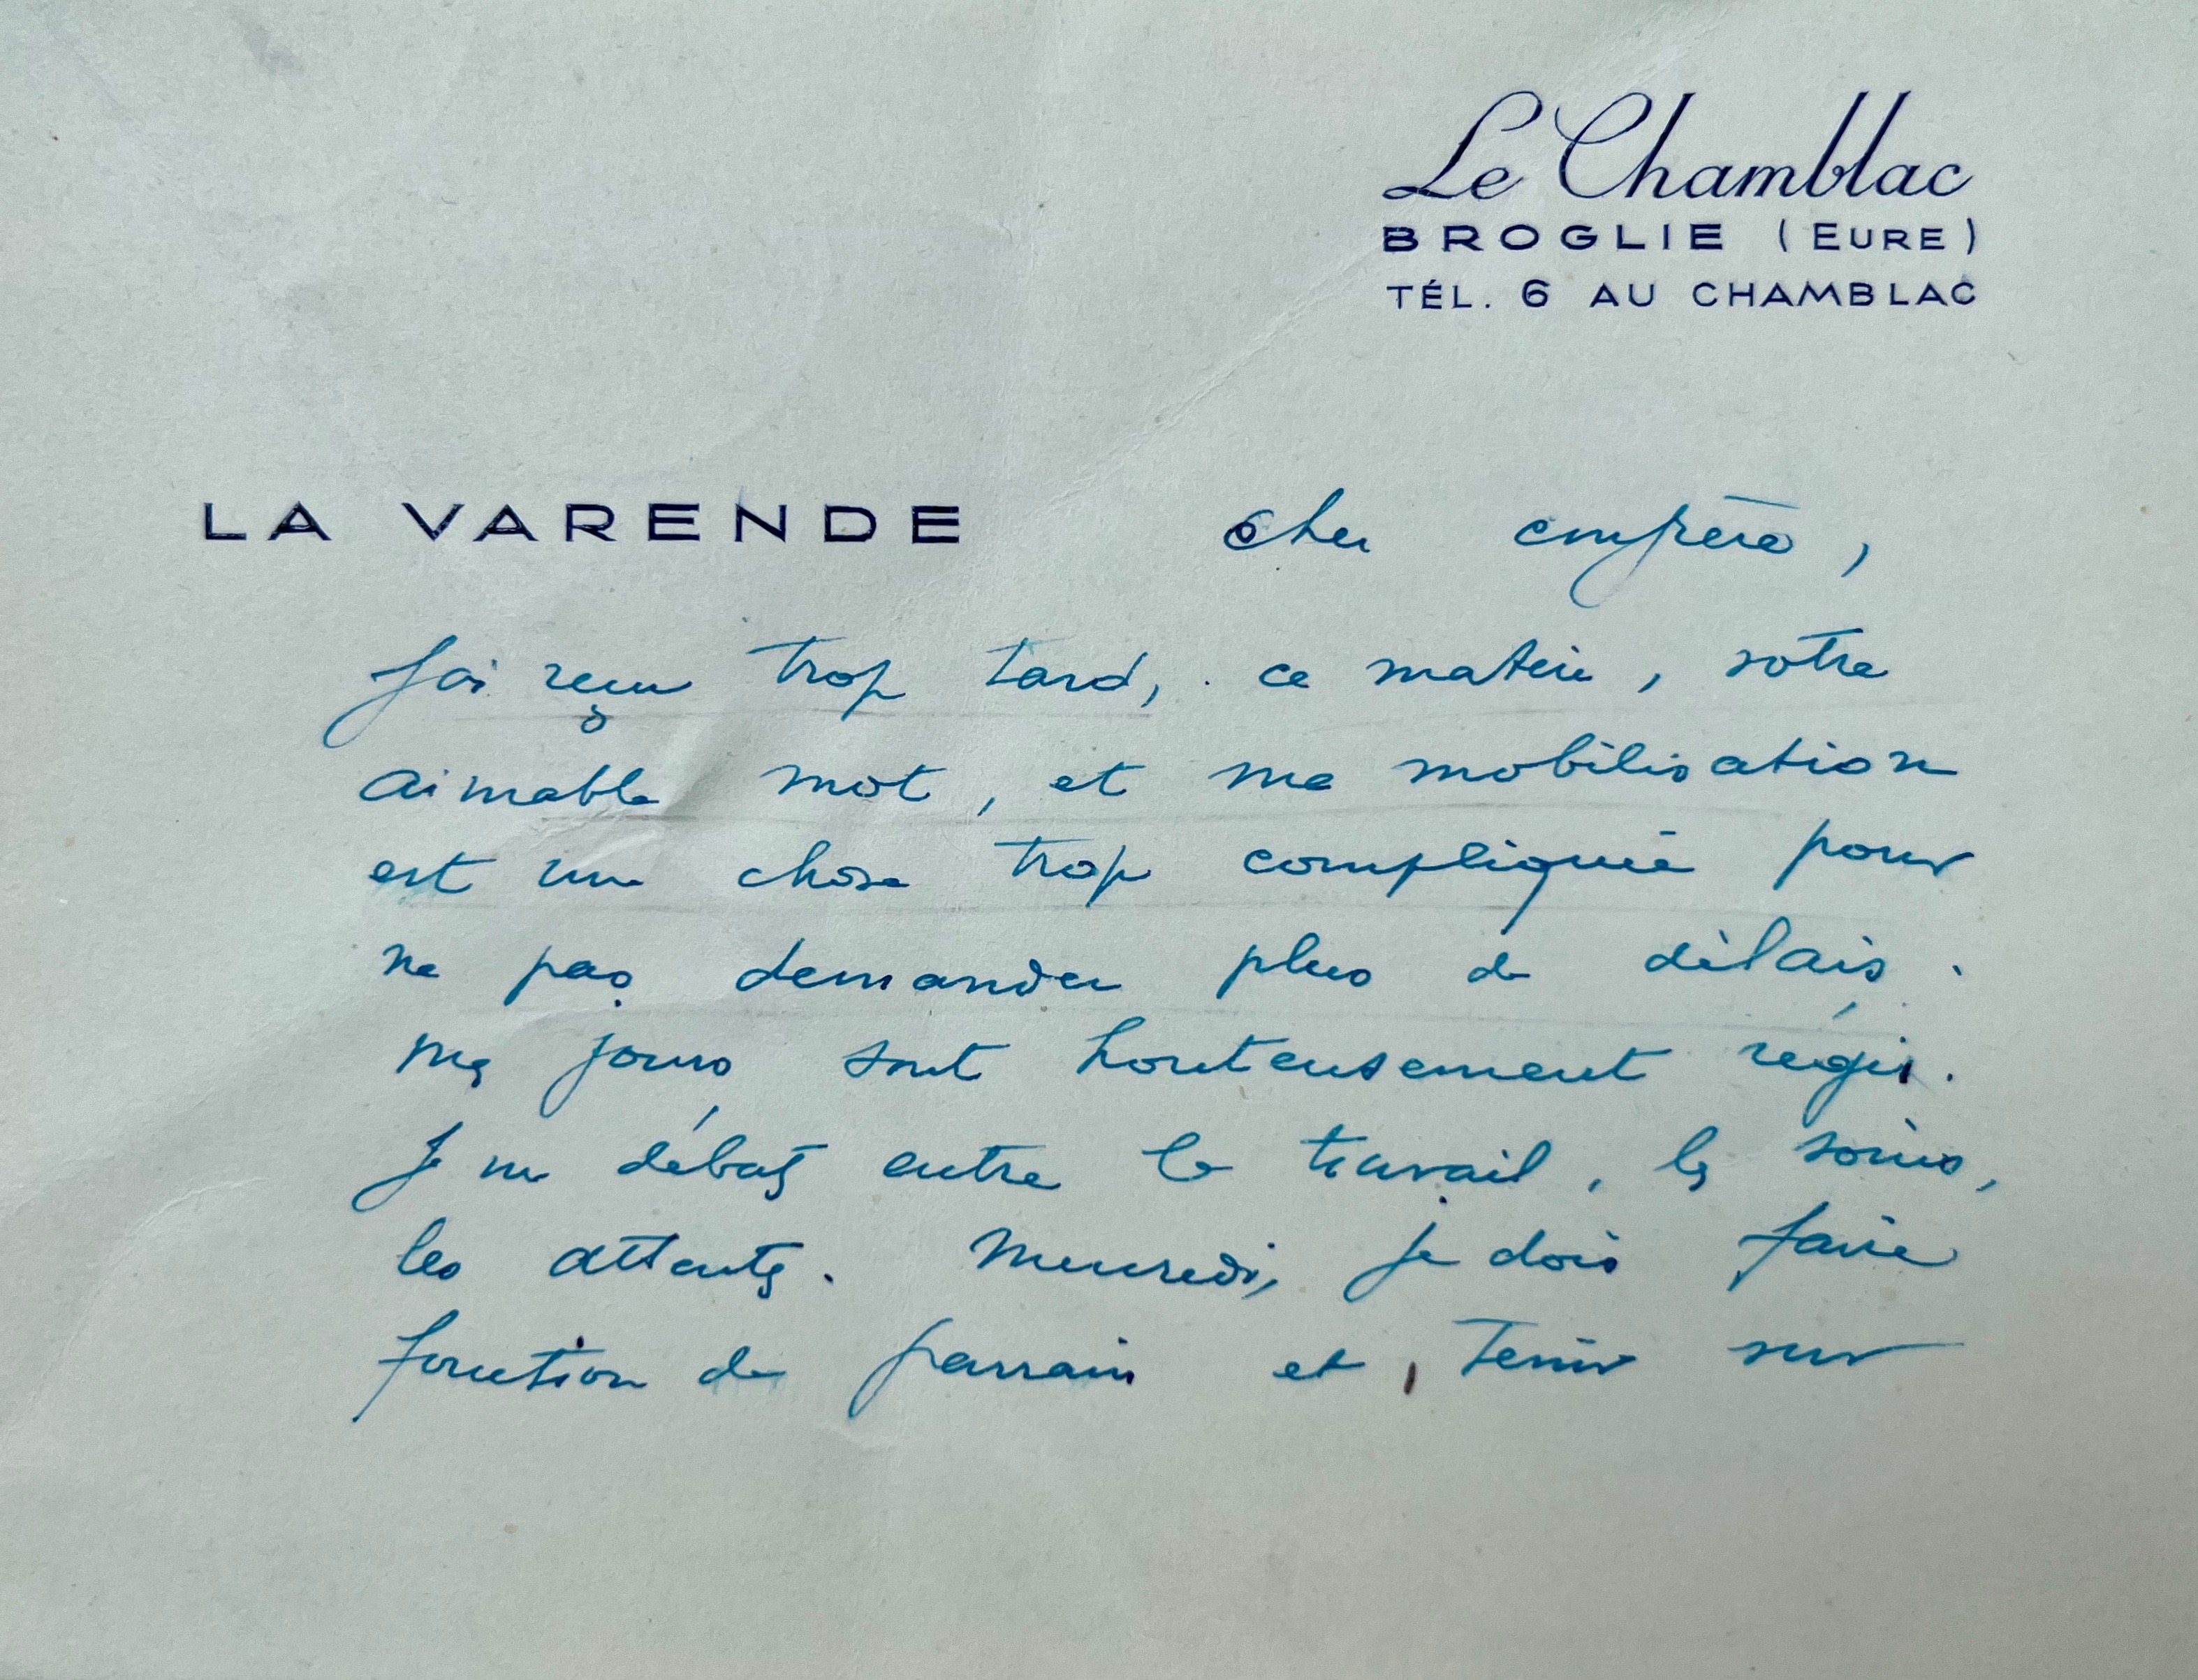 Le Chamblac
BROGLIE (EURE)
TÉL. 6 AU CHAMBLAC
LA VARENDE Cher compère,
J'ai reçu trop tard, ce matin, votre
aimable mot, et ma mobilisation
est une chose trop compliquée pour
ne pas demander plus de délais.
mes jours sont honteusement régis.
Je me débats entre le travail, les soins,
les attentes. Mercredi, je dois faire
fonction de parrain et, tenir sur